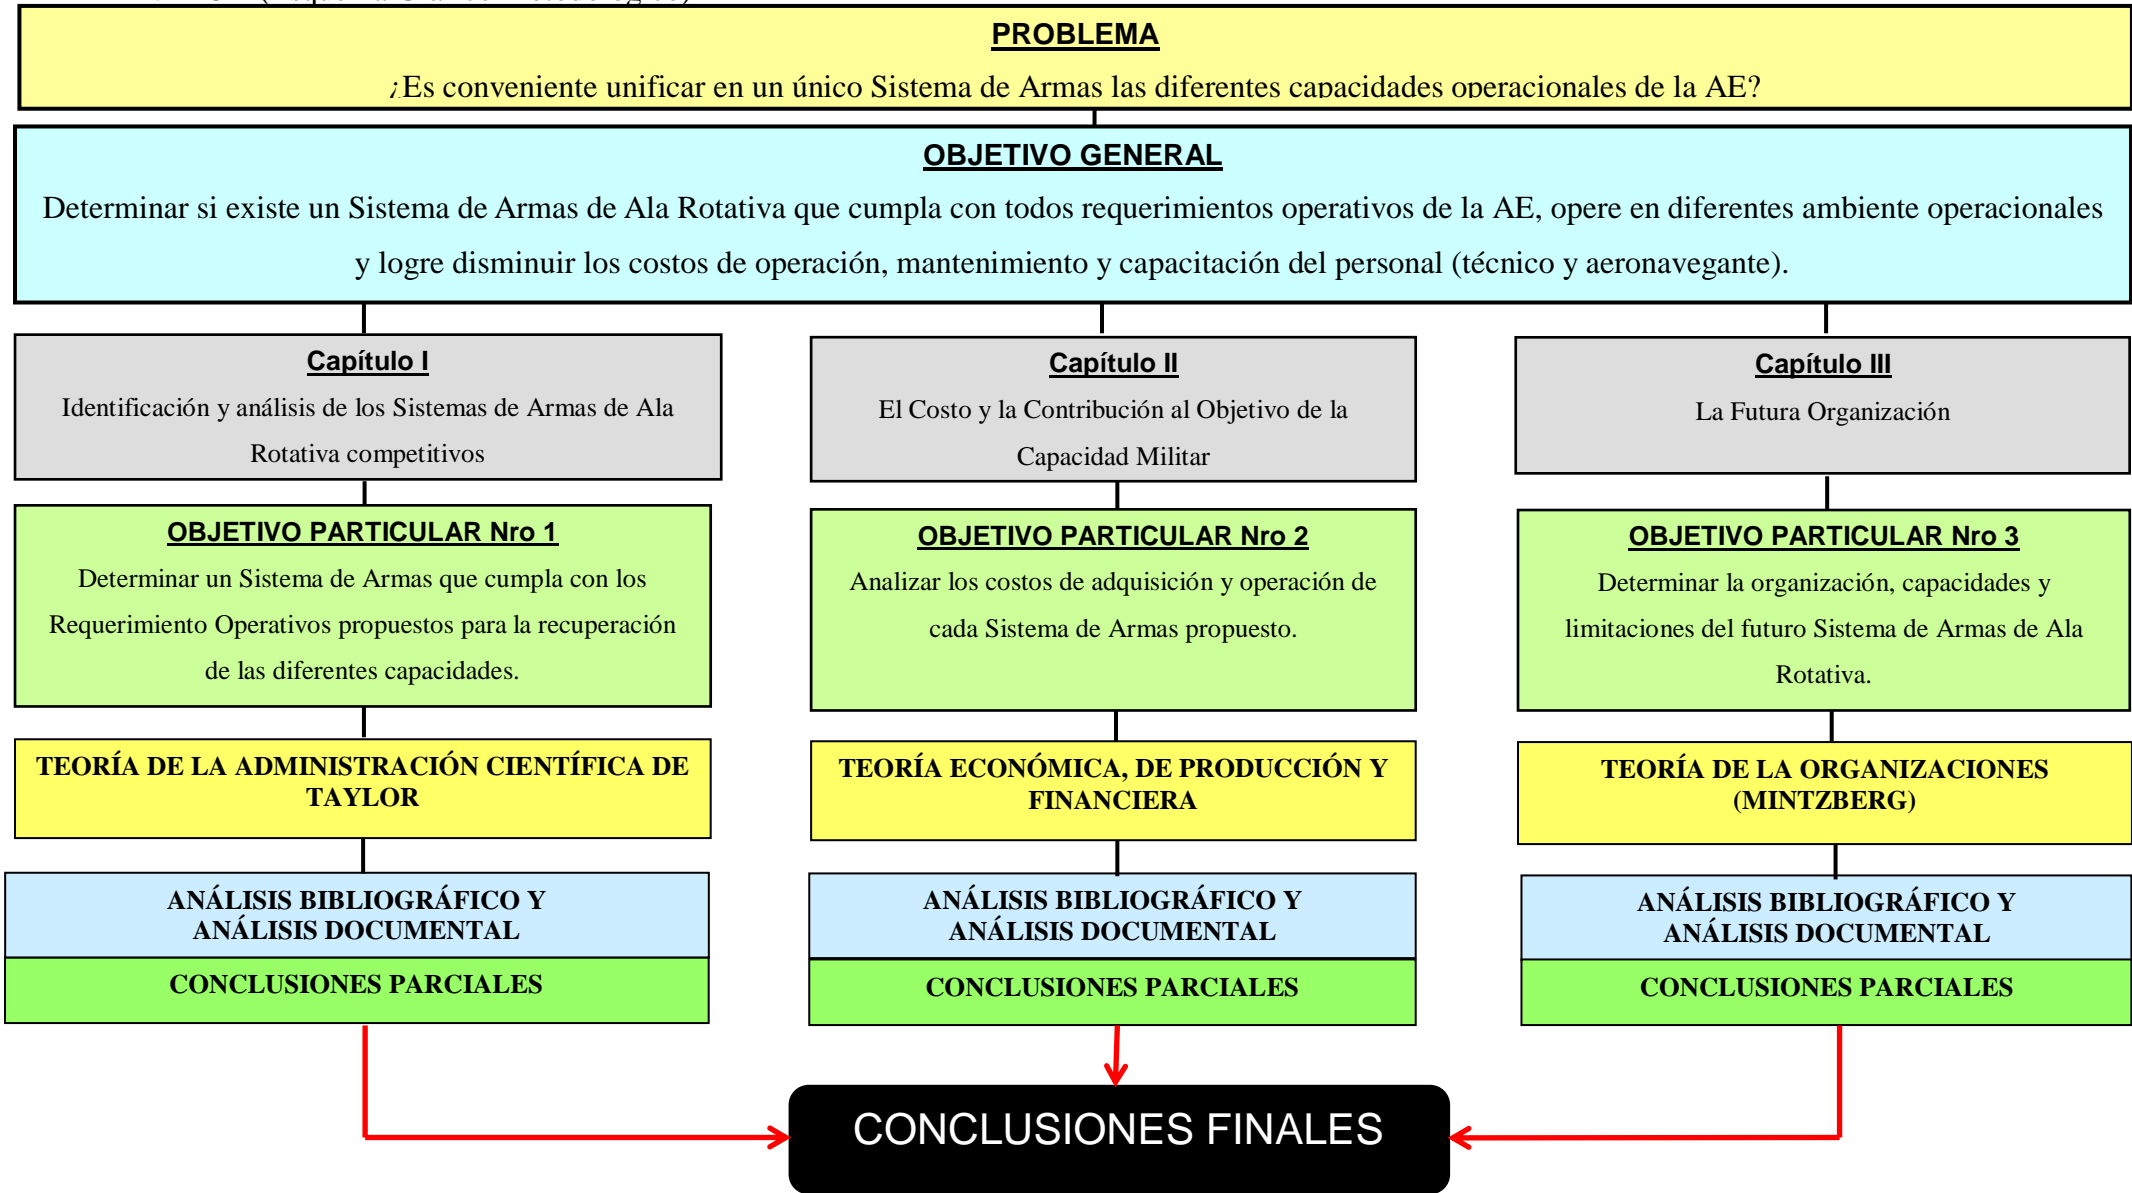 PROBLEMA
¿Es conveniente unificar en un único Sistema de Armas las diferentes capacidades operacionales de la AE?
OBJETIVO GENERAL
Determinar si existe un Sistema de Armas de Ala Rotativa que cumpla con todos requerimientos operativos de la AE, opere en diferentes ambiente operacionales
y logre disminuir los costos de operación, mantenimiento y capacitación del personal (técnico y aeronavegante).
Capítulo I
Identificación y análisis de los Sistemas de Armas de Ala
Rotativa competitivos
OBJETIVO PARTICULAR Nro 1
Determinar un Sistema de Armas que cumpla con los
Requerimiento Operativos propuestos para la recuperación
de las diferentes capacidades.
TEORÍA DE LA ADMINISTRACIÓN CIENTÍFICA DE
TAYLOR
ANÁLISIS BIBLIOGRÁFICO Y
ANÁLISIS DOCUMENTAL
CONCLUSIONES PARCIALES
Capítulo II
El Costo y la Contribución al Objetivo de la
Capacidad Militar
OBJETIVO PARTICULAR Nro 2
Analizar los costos de adquisición y operación de
cada Sistema de Armas propuesto.
TEORÍA ECONÓMICA, DE PRODUCCIÓN Y
FINANCIERA
ANÁLISIS BIBLIOGRÁFICO Y
ANÁLISIS DOCUMENTAL
CONCLUSIONES PARCIALES
Capítulo III
La Futura Organización
OBJETIVO PARTICULAR Nro 3
Determinar la organización, capacidades y
limitaciones del futuro Sistema de Armas de Ala
Rotativa.
TEORÍA DE LA ORGANIZACIONES
(MINTZBERG)
ANÁLISIS BIBLIOGRÁFICO Y
ANÁLISIS DOCUMENTAL
CONCLUSIONES PARCIALES
CONCLUSIONES FINALES